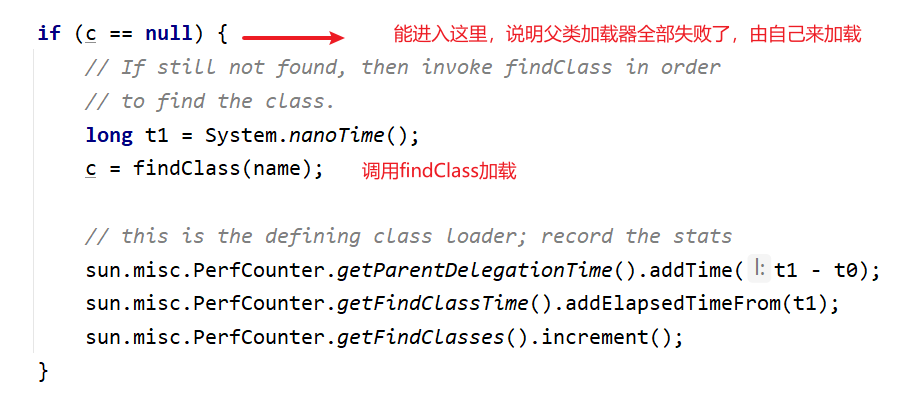 if (c == null) { 能进入这里，说明父类加载器全部失败了，由自己来加载
// If still not found, then invoke findClass in order
// to find the class.
long t1 = System.nanoTime();
c = findClass(name); 调用findClass加载
// this is the defining class loader; record the stats
sun.misc.PerfCounter.getParentDelegationTime().addTime( l: t1 - t0);
sun.misc.PerfCounter.getFindClassTime().addElapsedTimeFrom(t1);
sun.misc.PerfCounter.getFindClasses().increment();
}